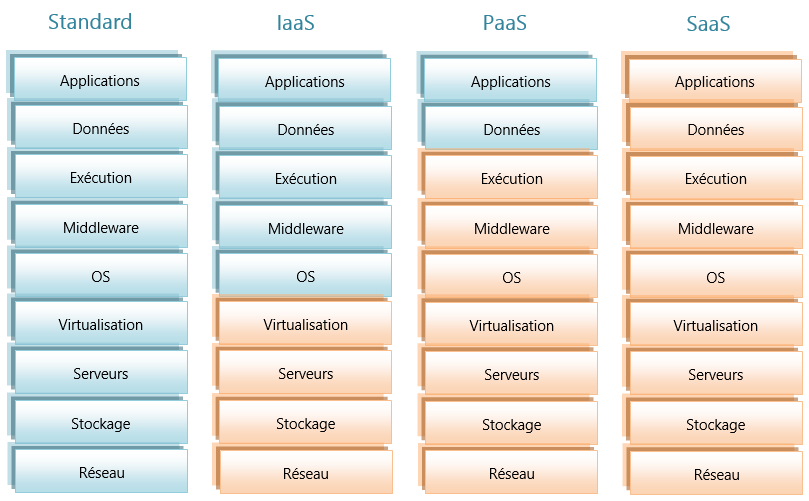 Standard
IaaS
PaaS
SaaS
Applications
Applications
Applications
Applications
Données
Données
Données
Données
Exécution
Exécution
Exécution
Exécution
Middleware
Middleware
Middleware
Middleware
OS
OS
OS
OS
Virtualisation
Virtualisation
Virtualisation
Virtualisation
Serveurs
Serveurs
Serveurs
Serveurs
Stockage
Stockage
Stockage
Stockage
Réseau
Réseau
Réseau
Réseau